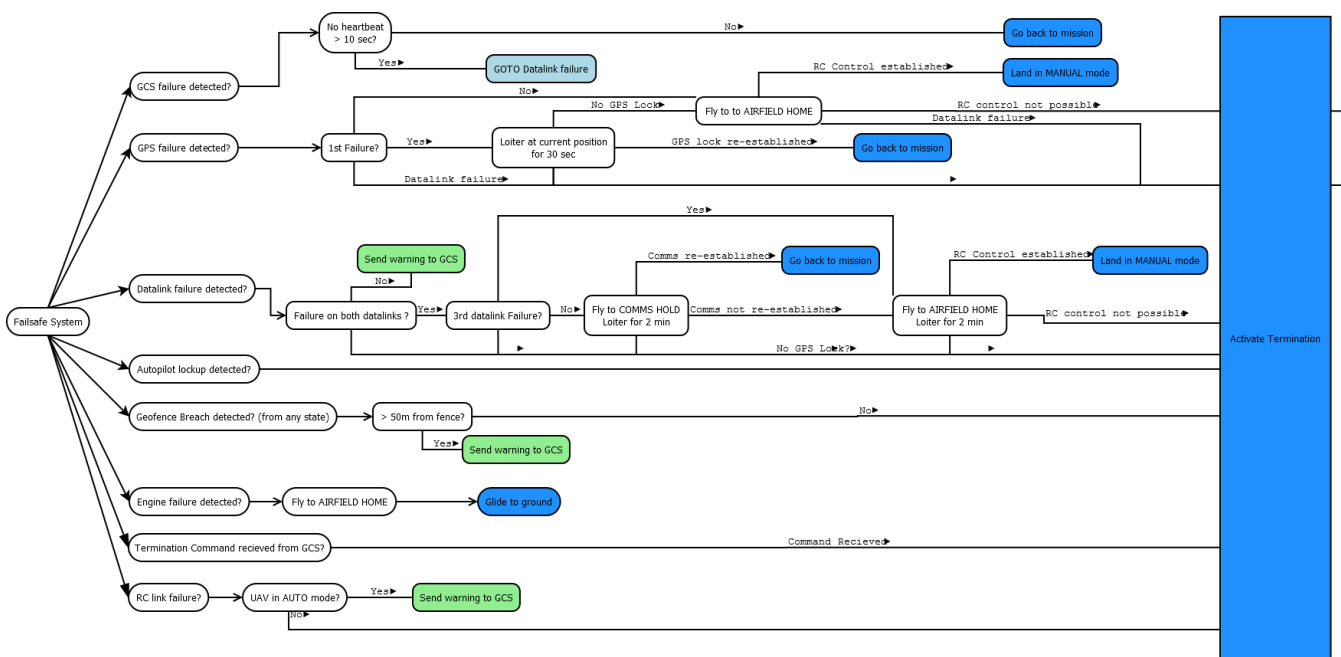 No heartbeat
> 10 sec?
No
Go back to mission
Yes
GOTO Datalink failure
RC Control established
Land in MANUAL mode
GCS failure detected?
No
No GPS Lock
Fly to to AIRFIELD HOME
RC control not possible
Datalink failure
GPS failure detected?
1st Failure?
Yes
Loiter at current position
for 30 sec
GPS lock re-established
Go back to mission
Datalink failure
Yes
Send warning to GCS
Comms re-established
Go back to mission
RC Control established
Land in MANUAL mode
No
Datalink failure detected?
Failure on both datalinks ?
Yes
3rd datalink Failure?
No
Fly to COMMS HOLD
Loiter for 2 min
Comms not re-established
Fly to AIRFIELD HOME
Loiter for 2 min
RC control not possible
Failsafe System
Activate Termination
No GPS Lock?
Autopilot lockup detected?
Geofence Breach detected? (from any state)
> 50m from fence?
No
Yes
Send warning to GCS
Engine failure detected?
Fly to AIRFIELD HOME
Glide to ground
Termination Command recieved from GCS?
Command Recieved
RC link failure?
UAV in AUTO mode?
Yes
Send warning to GCS
No